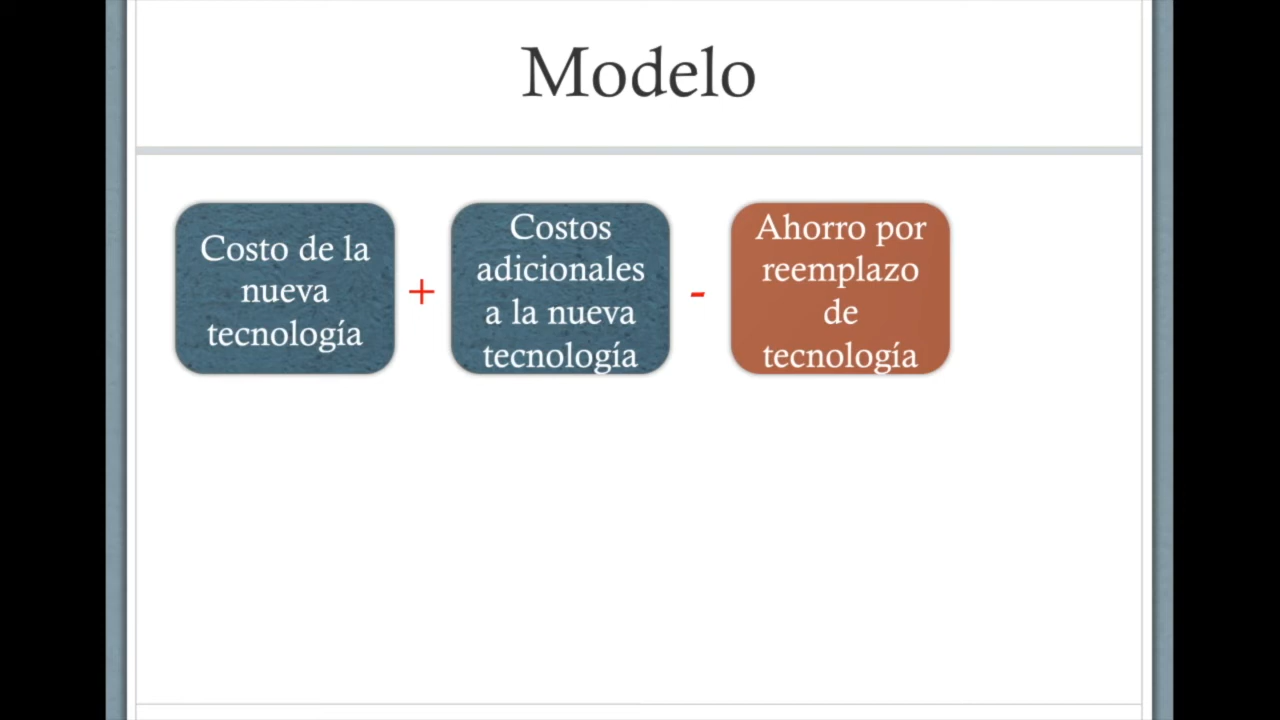 Modelo
Costo de la
nueva
tecnología
+
Costos
adicionales
a la nueva
tecnología
-
Ahorro por
reemplazo
de
tecnología